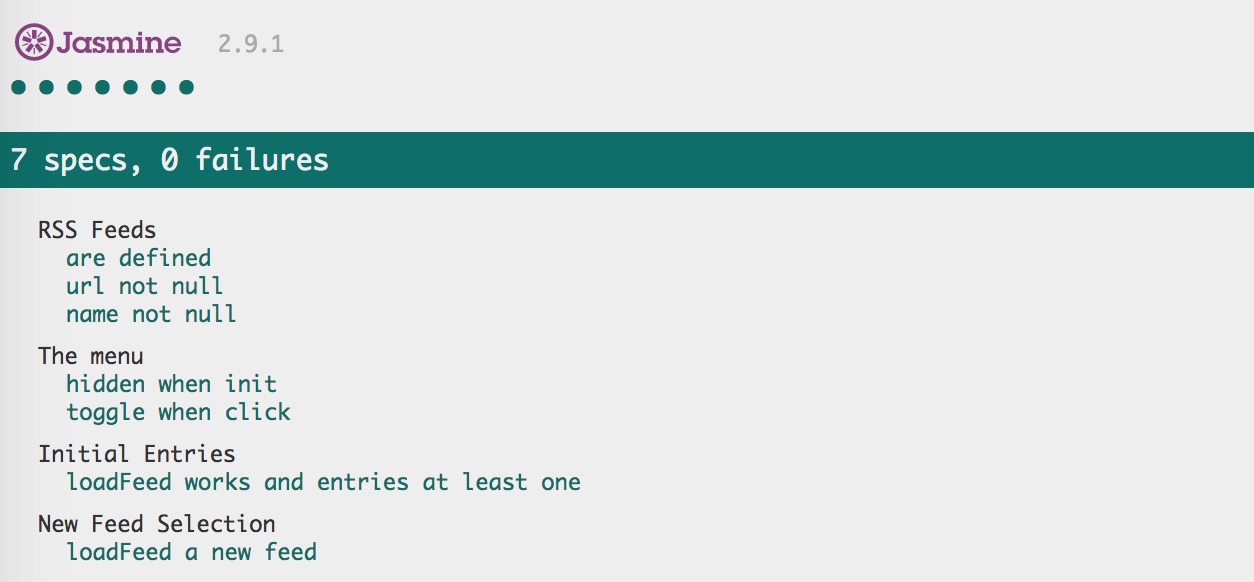 Jasmine 2.9.1
7 specs, 0 failures
RSS Feeds
are defined
url not null
name not null
The menu
hidden when init
toggle when click
Initial Entries
loadFeed works and entries at least one
New Feed Selection
loadFeed a new feed